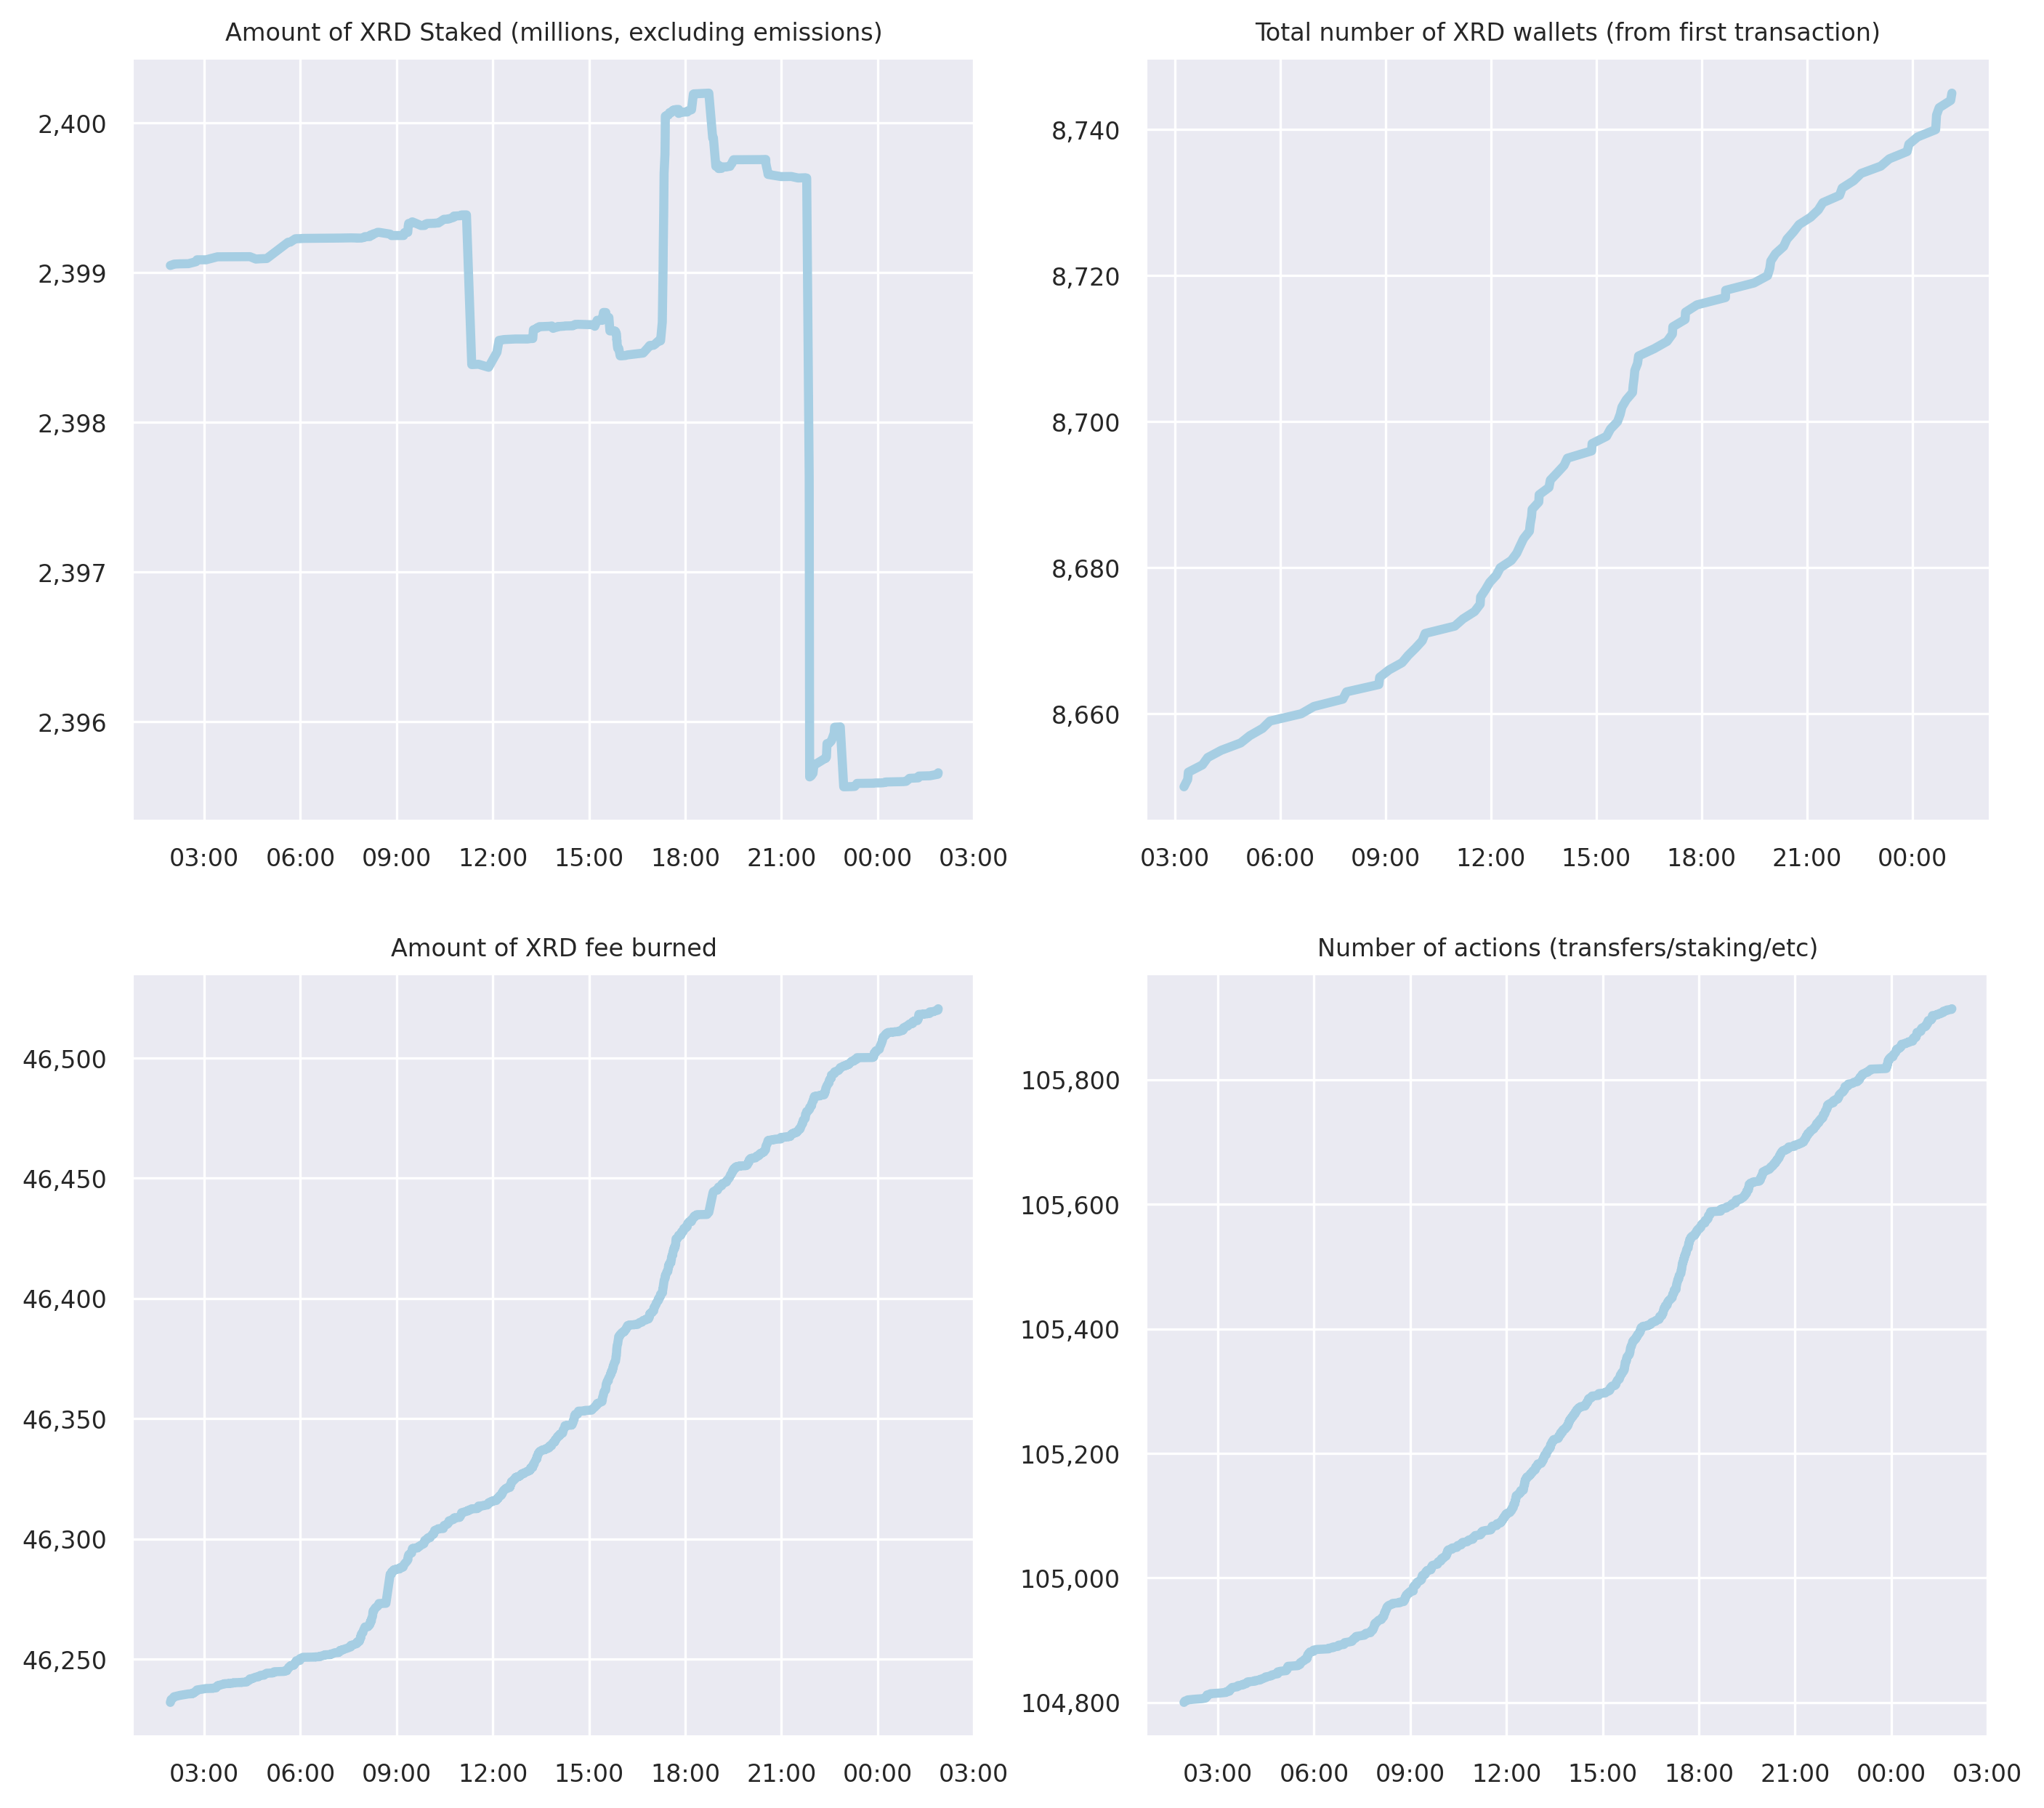 Amount of XRD Staked (millions, excluding emissions)
2,400
2,399
2,398
2,397
2,396
03:00 06:00 09:00 12:00 15:00 18:00 21:00 00:00 03:00
Total number of XRD wallets (from first transaction)
8,740
8,720
8,700
8,680
8,660
03:00 06:00 09:00 12:00 15:00 18:00 21:00 00:00
Amount of XRD fee burned
46,500
46,450
46,400
46,350
46,300
46,250
03:00 06:00 09:00 12:00 15:00 18:00 21:00 00:00 03:00
Number of actions (transfers/staking/etc)
105,800
105,600
105,400
105,200
105,000
104,800
03:00 06:00 09:00 12:00 15:00 18:00 21:00 00:00 03:00